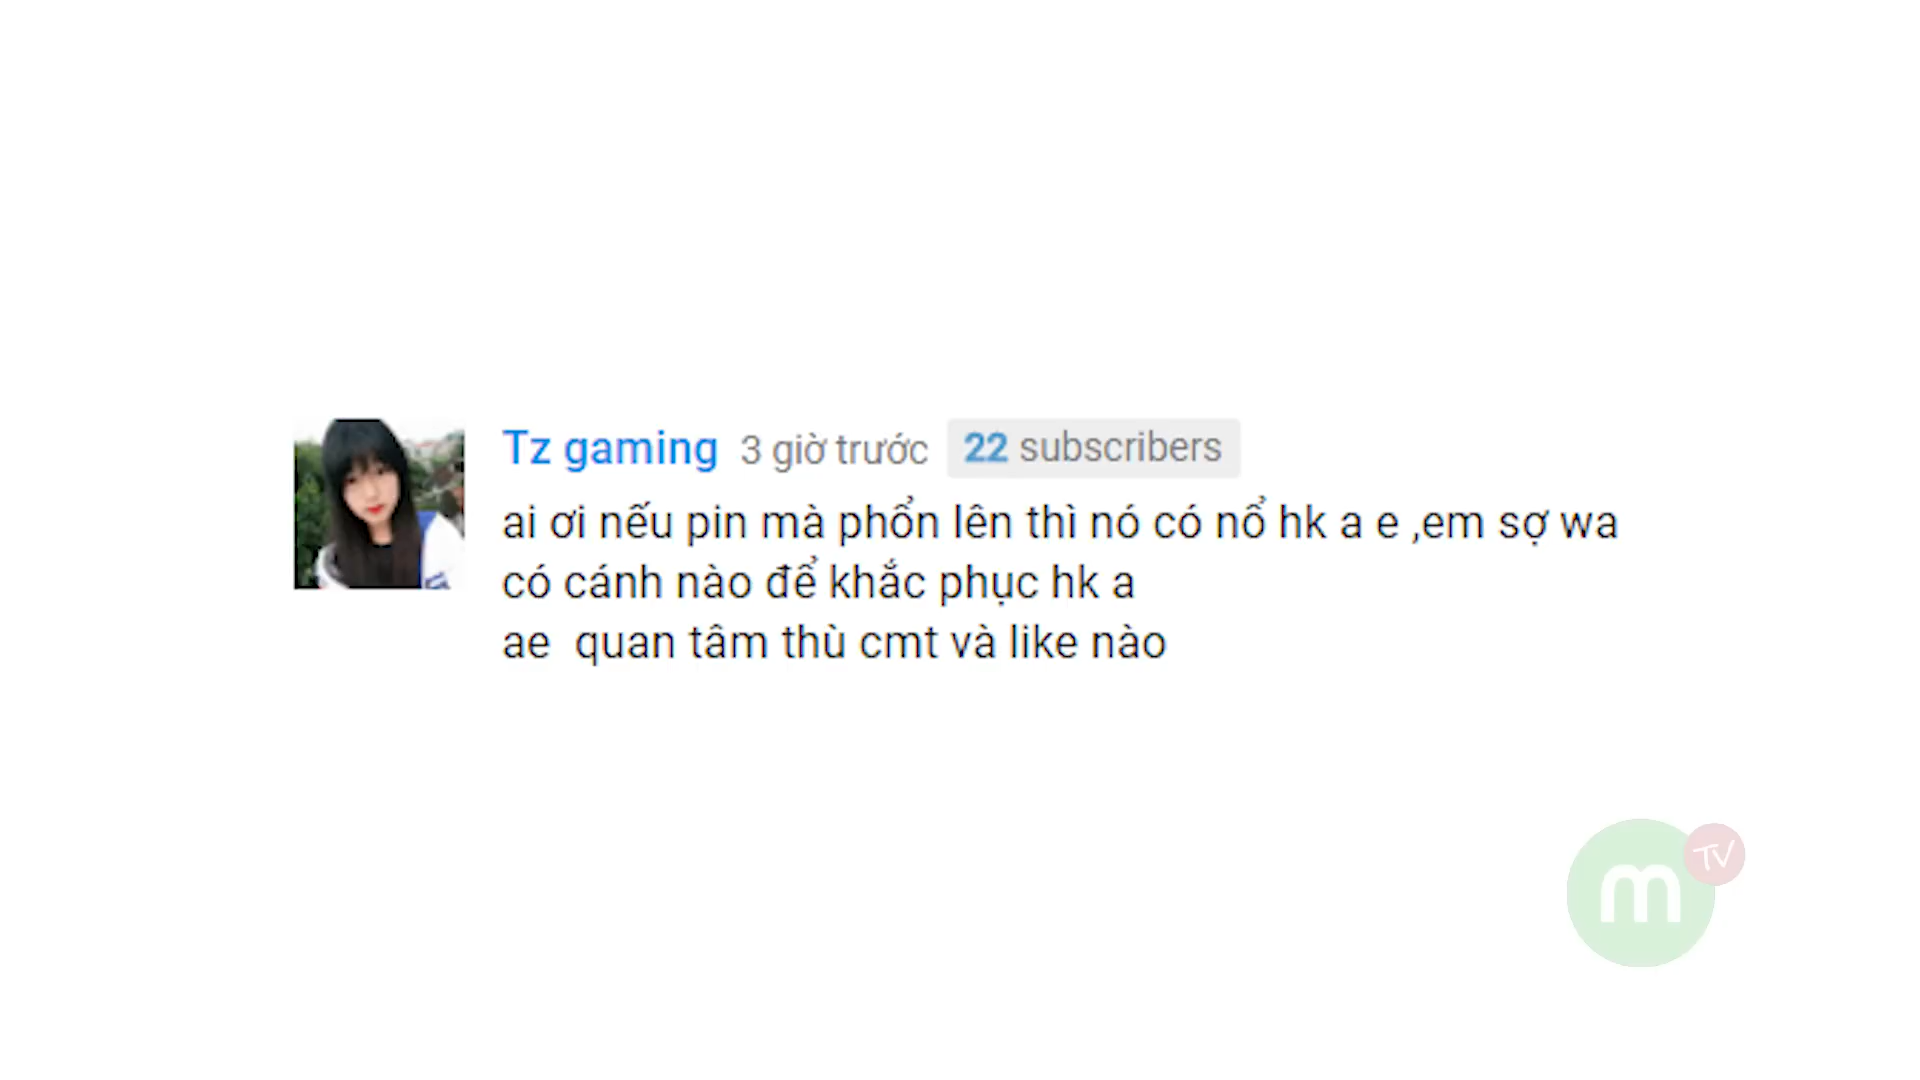 Tz gaming 3 giờ trước 22 subscribers
ai ơi nếu pin mà phổn lên thì nó có nổ hk a e ,em sợ wa
có cánh nào để khắc phục hk a
ae quan tâm thù cmt và like nào
m TV